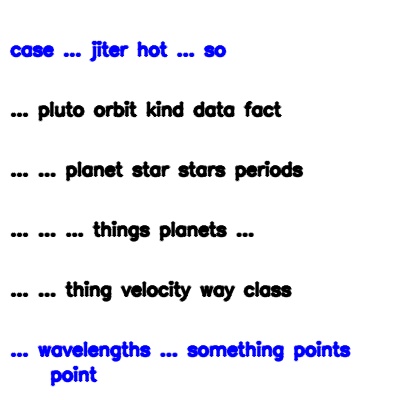 case ... jiter hot ... so
... pluto orbit kind data fact
... ... planet star stars periods
... ... ... things planets ...
... ... thing velocity way class
... wavelengths ... something points
point